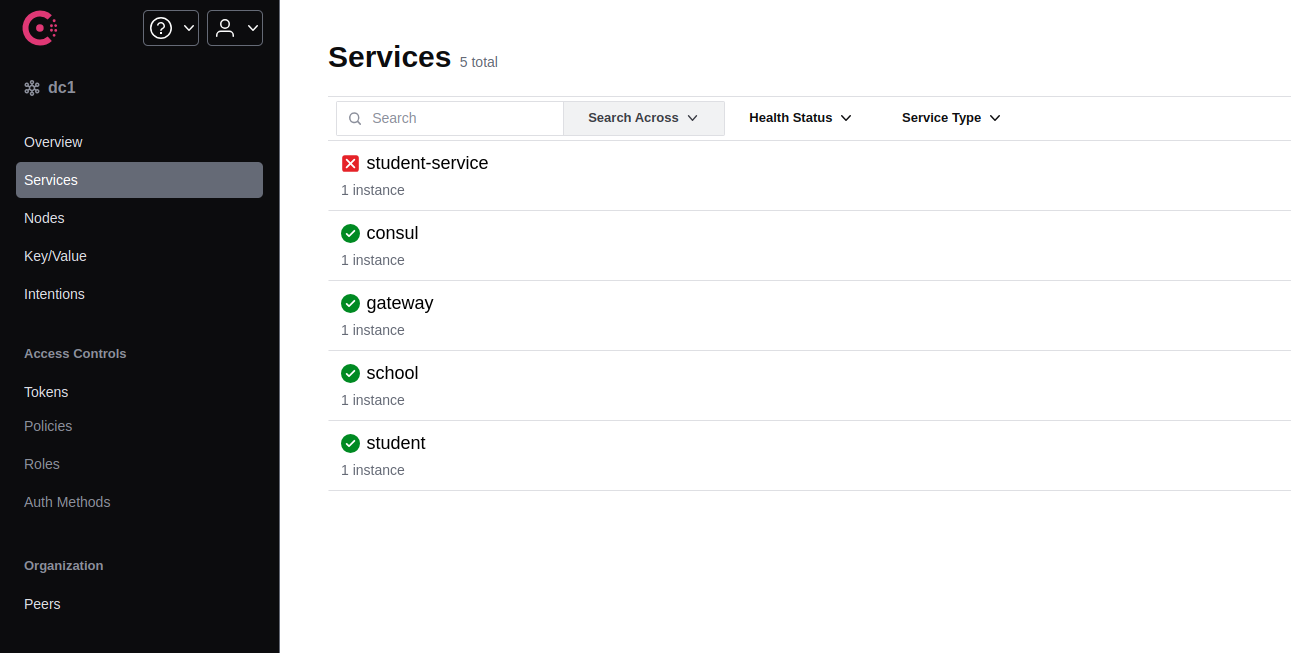 dc1
Overview
Services
Nodes
Key/Value
Intentions
Access Controls
Tokens
Policies
Roles
Auth Methods
Organization
Peers
Services 5 total
Search Search Across Health Status Service Type
student-service
1 instance
consul
1 instance
gateway
1 instance
school
1 instance
student
1 instance